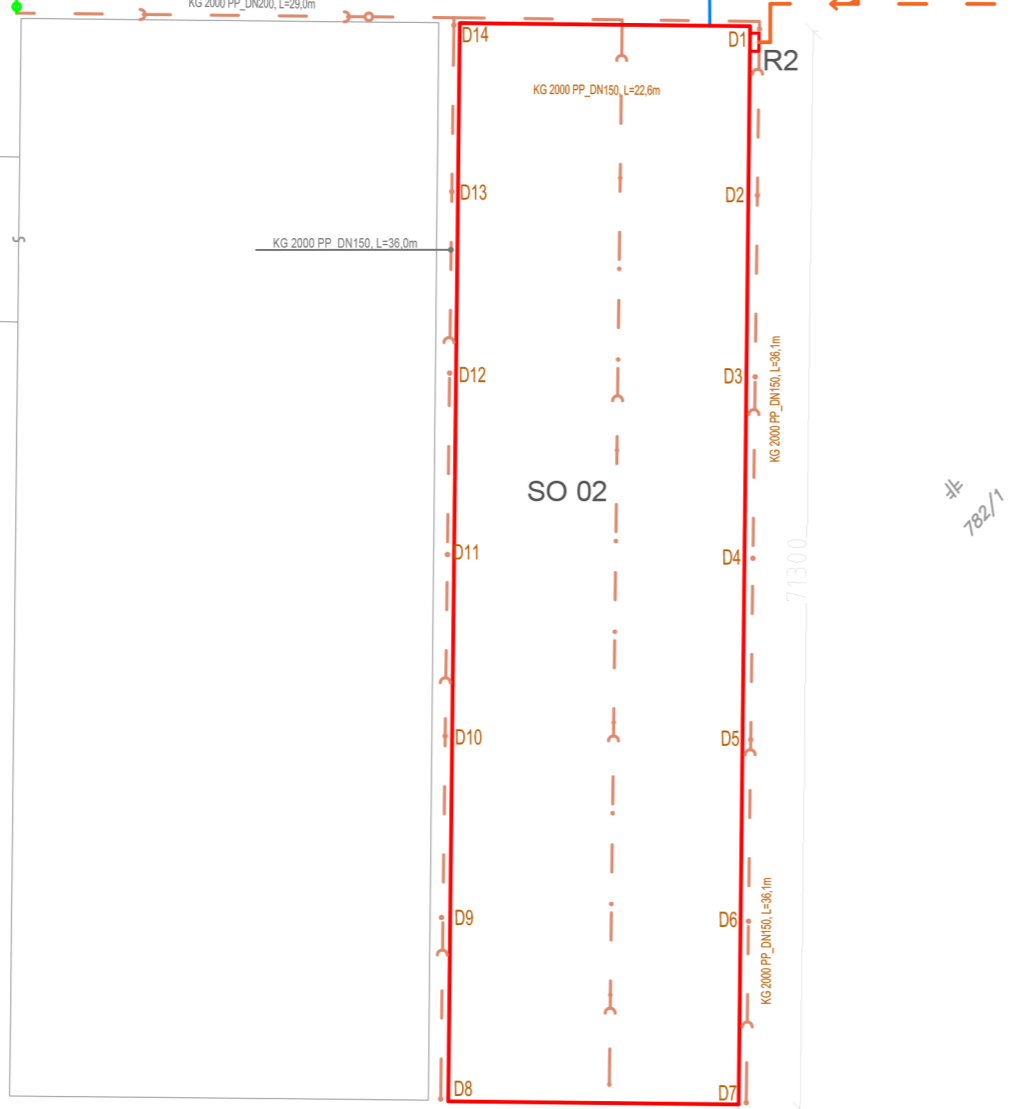 KG 2000 PP_DN200, L=29,0m
D14
D1
R2
KG 2000 PP_DN150, L=22,6m
D13
D2
KG 2000 PP_DN150, L=36,0m
D12
D3
KG 2000 PP_DN150, L=36,1m
SO 02
782/1
D11
D4
71300
D10
D5
D9
D6
KG 2000 PP_DN150, L=36,1m
D8
D7